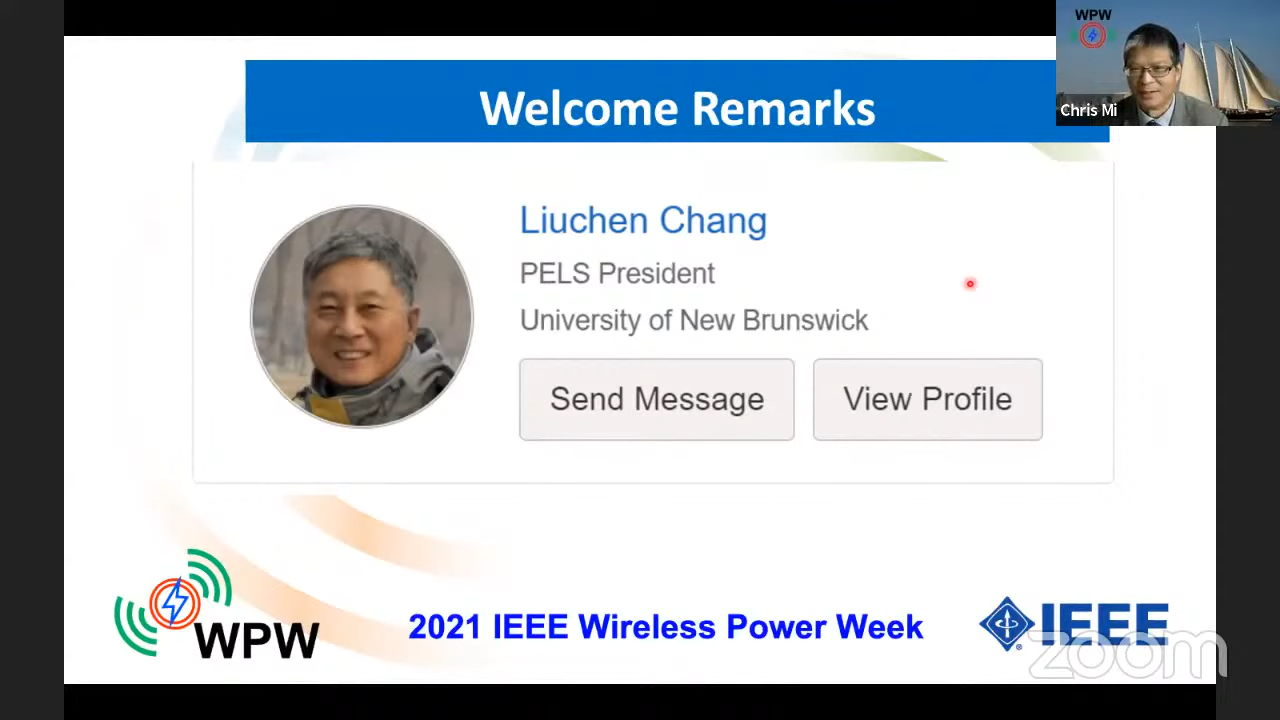 WPW
Chris Mi
Welcome Remarks
Liuchen Chang
PELS President
University of New Brunswick
Send Message
View Profile
WPW
2021 IEEE Wireless Power Week
IEEE
zoom